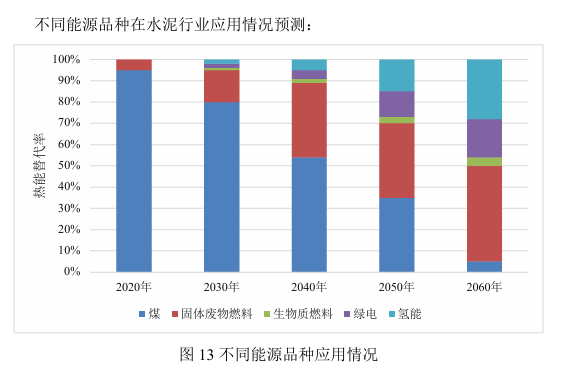 不同能源品种在水泥行业应用情况预测：
100%
90%
80%
70%
60%
50%
40%
30%
20%
10%
0%
热能替代率
2020年 2030年 2040年 2050年 2060年
煤 固体废物燃料 生物质燃料 绿电 氢能
图 13 不同能源品种应用情况